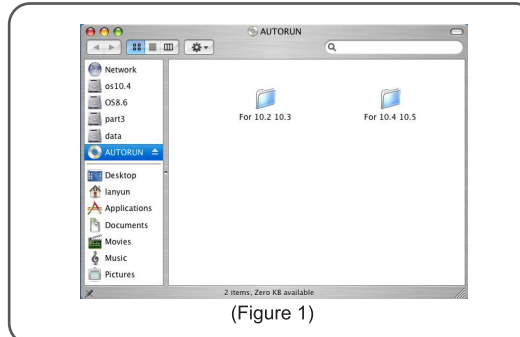 AUTORUN
Network
os10.4
OS8.6
part3
data
AUTORUN
Desktop
lanyun
Applications
Documents
Movies
Music
Pictures
For 10.2 10.3
For 10.4 10.5
2 items, Zero KB available
(Figure 1)